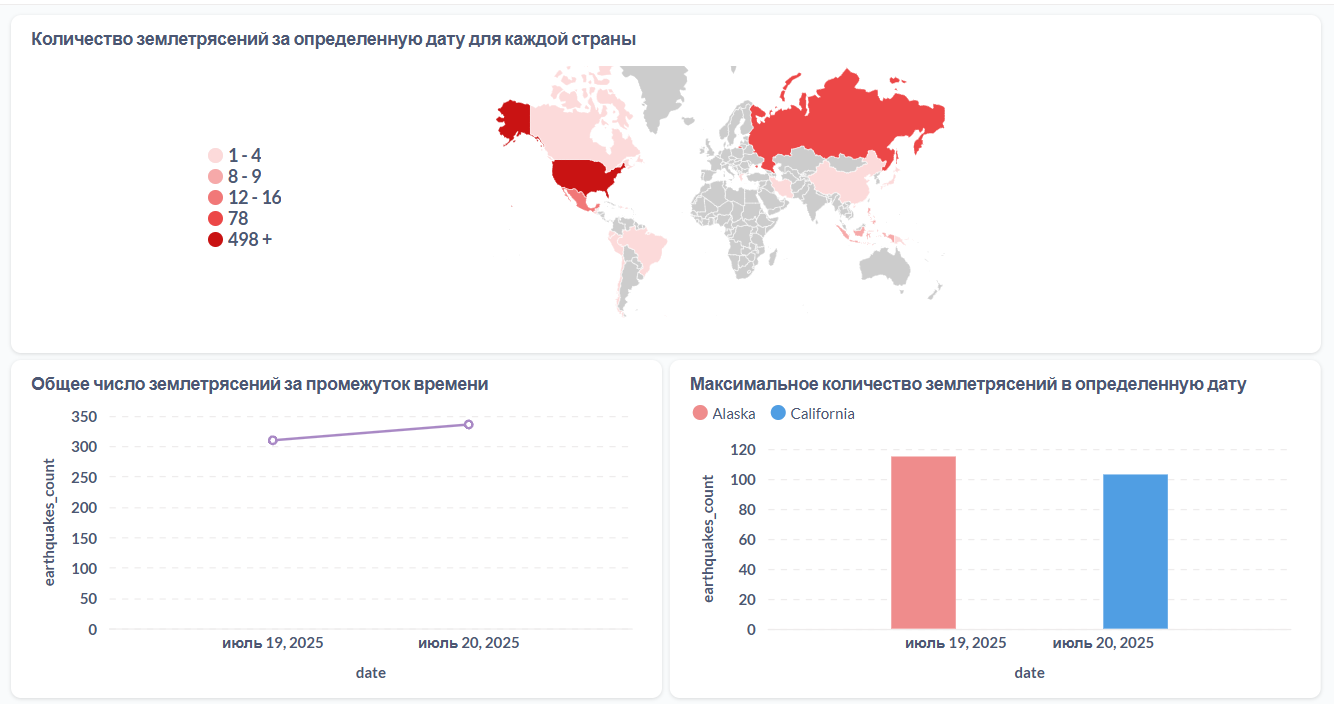 Количество землетрясений за определенную дату для каждой страны
1 - 4
8 - 9
12 - 16
78
498 +
Общее число землетрясений за промежуток времени
350
300
250
200
150
100
50
0
earthquakes_count
июль 19, 2025
июль 20, 2025
date
Максимальное количество землетрясений в определенную дату
Alaska
California
120
100
80
60
40
20
0
earthquakes_count
июль 19, 2025
июль 20, 2025
date